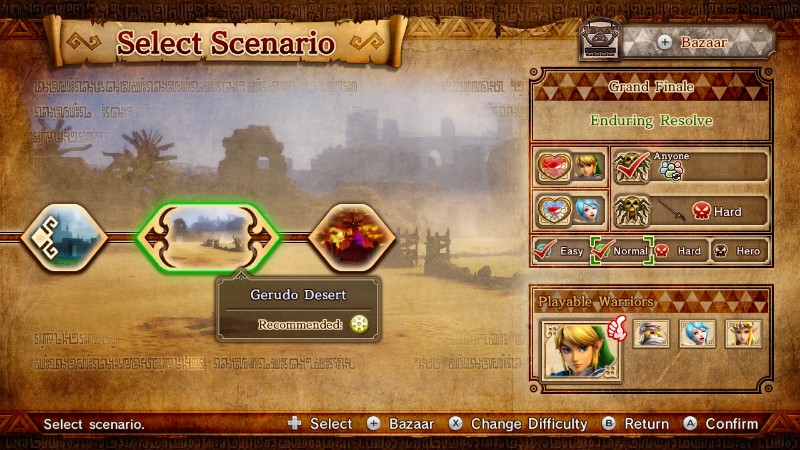 Select Scenario
+ Bazaar
Grand Finale
Enduring Resolve
Anyone
Hard
Easy Normal Hard Hero
Gerudo Desert
Recommended:
Playable Warriors
Select scenario.
Select + Bazaar X Change Difficulty B Return A Confirm